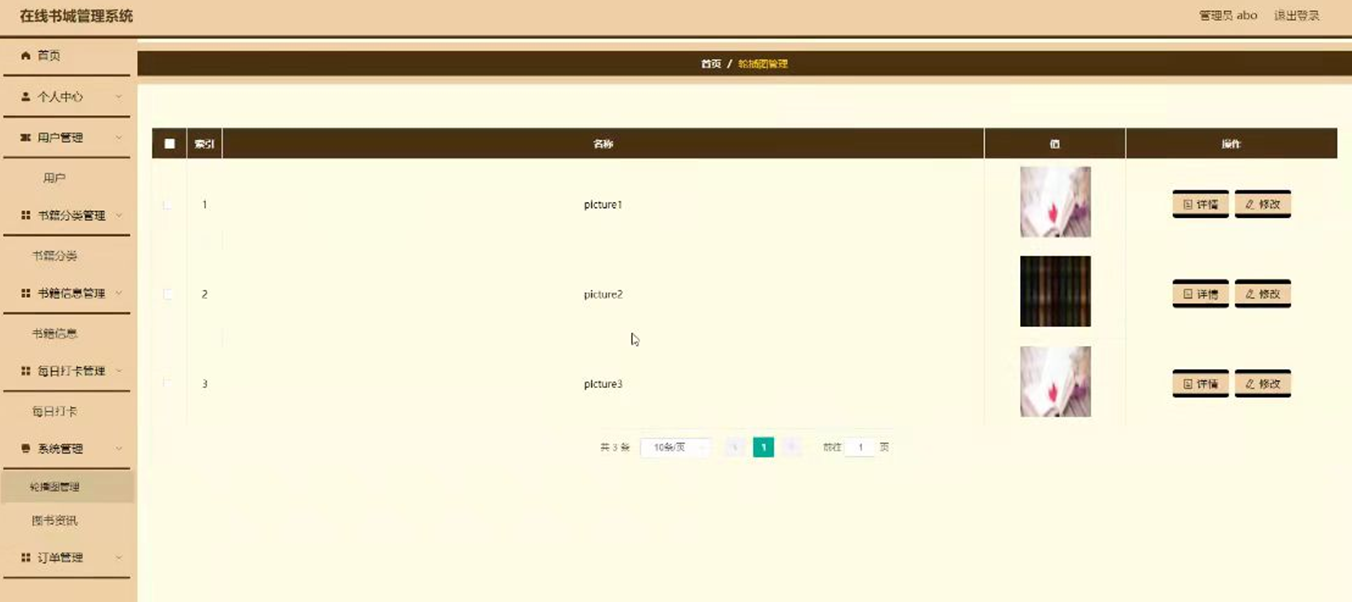 在线书城管理系统
管理员 abo 退出登录
首页
首页 / 轮播图管理
个人中心
用户管理
用户
书籍分类管理
书籍分类
书籍信息管理
书籍信息
每日打卡管理
每日打卡
系统管理
轮播图管理
图书资讯
订单管理
索引 名称 值 操作
1 picture1 详情 修改
2 picture2 详情 修改
3 picture3 详情 修改
共 3 条 10条/页 1 前往 1 页